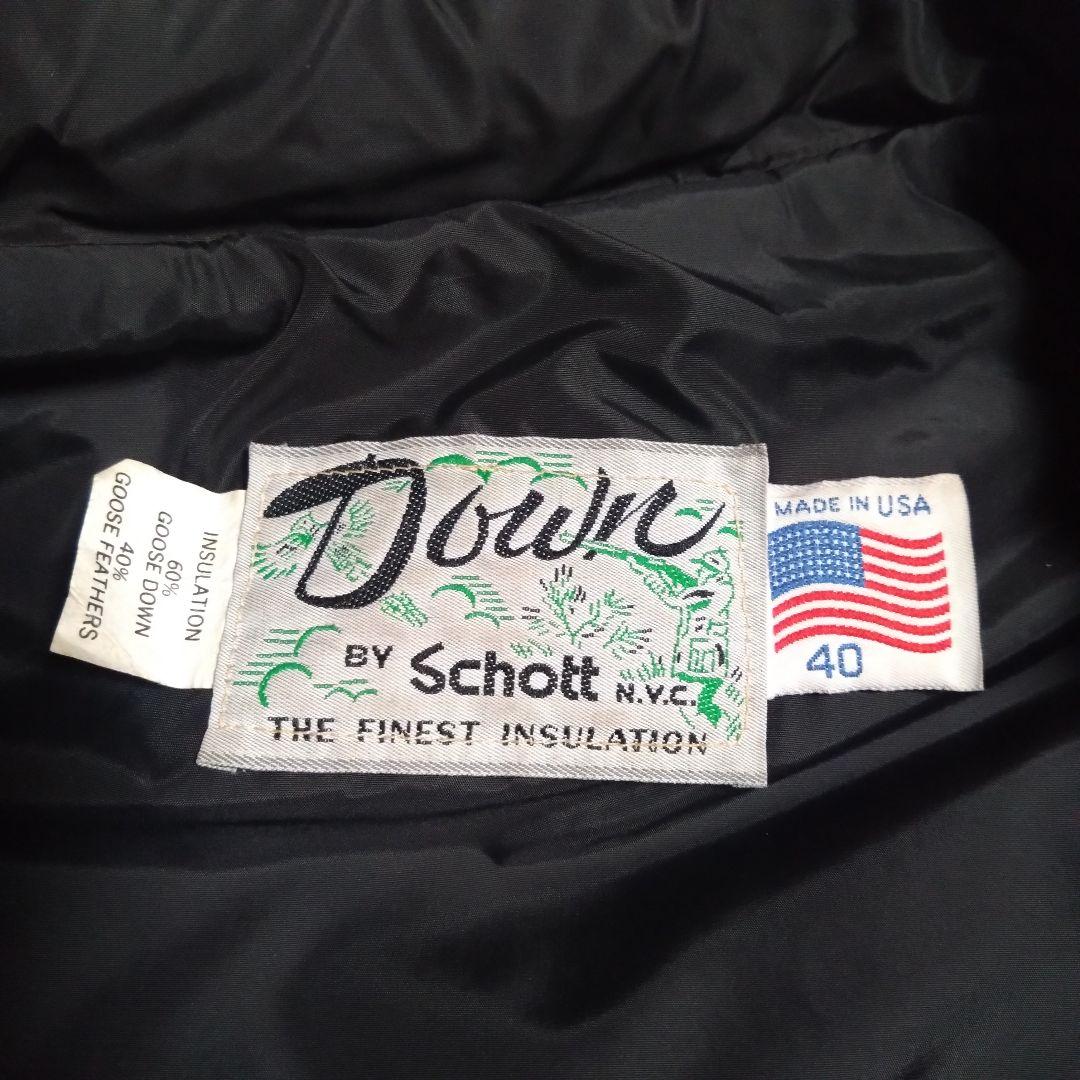 INSULATION
60%
GOOSE DOWN
40%
GOOSE FEATHERS
Down
BY Schott N.Y.C.
THE FINEST INSULATION
MADE IN USA
40